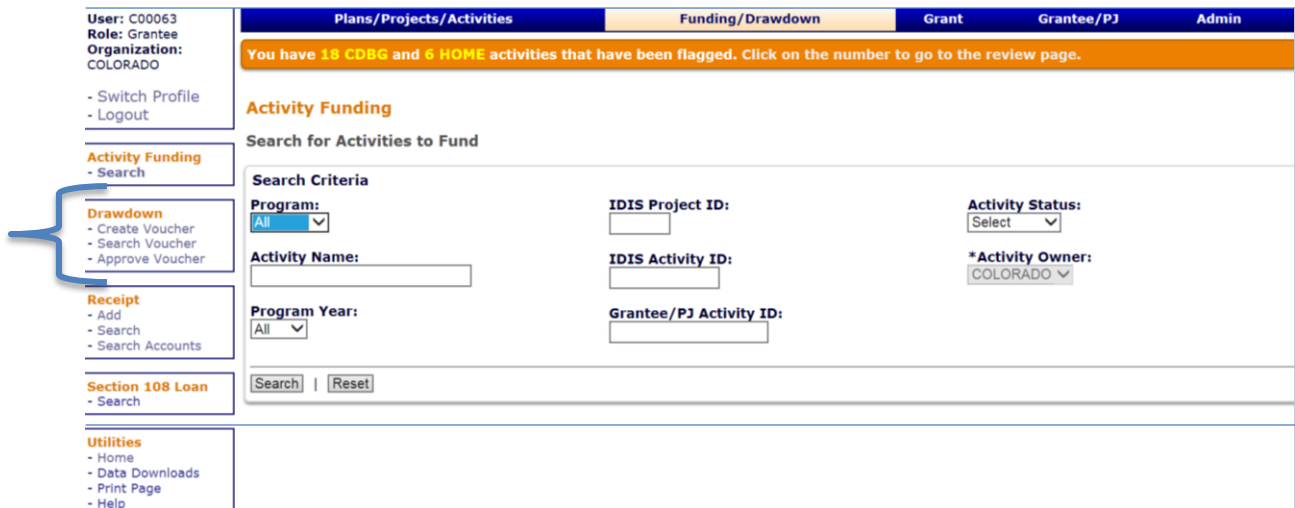 User: C00063
Role: Grantee
Organization:
COLORADO
- Switch Profile
- Logout
Activity Funding
- Search
Drawdown
- Create Voucher
- Search Voucher
- Approve Voucher
Receipt
- Add
- Search
- Search Accounts
Section 108 Loan
- Search
Utilities
- Home
- Data Downloads
- Print Page
- Help
Plans/Projects/Activities Funding/Drawdown Grant Grantee/PJ Admin
You have 18 CDBG and 6 HOME activities that have been flagged. Click on the number to go to the review page.
Activity Funding
Search for Activities to Fund
Search Criteria
Program: IDIS Project ID: Activity Status:
All Select
Activity Name: IDIS Activity ID: *Activity Owner:
COLORADO
Program Year: Grantee/PJ Activity ID:
All
Search | Reset